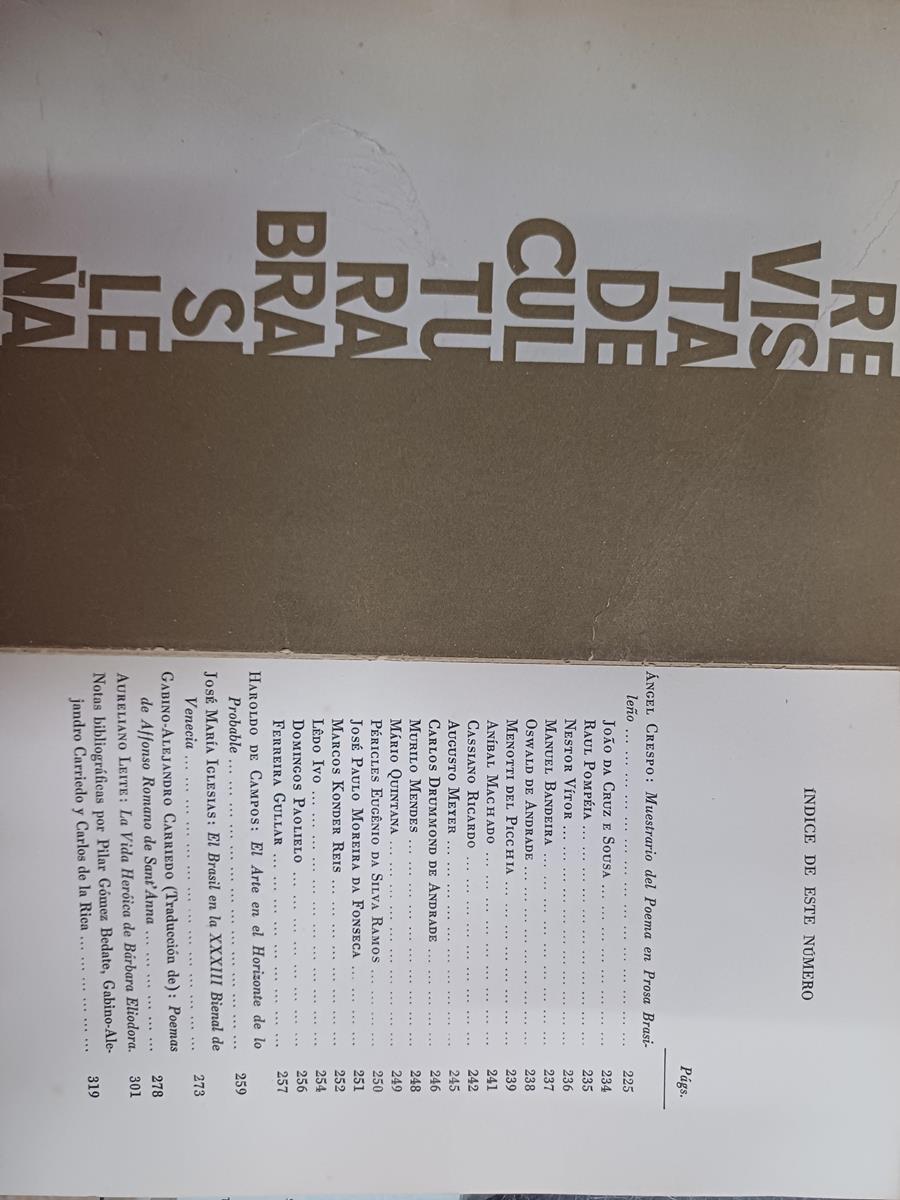 RE
VIS
TA
DE
CUL
TU
RA
BRA
SI
LE
ÑA
ÍNDICE DE ESTE NÚMERO
Págs.
ÁNGEL CRESPO: Muestrario del Poema en Prosa Brasi-
leño ... ... ... ... ... ... ... ... ... ... ... ... ... 225
JOÃO DA CRUZ E SOUSA ... ... ... ... ... ... 234
RAUL POMPÉIA ... ... ... ... ... ... ... ... 235
NESTOR VÍTOR ... ... ... ... ... ... ... ... 236
MANUEL BANDEIRA ... ... ... ... ... ... ... 237
OSWALD DE ANDRADE ... ... ... ... ... ... ... 238
MENOTTI DEL PICCHIA ... ... ... ... ... ... 239
ANÍBAL MACHADO ... ... ... ... ... ... ... 241
CASSIANO RICARDO ... ... ... ... ... ... ... 242
AUGUSTO MEYER ... ... ... ... ... ... ... ... 245
CARLOS DRUMMOND DE ANDRADE ... ... ... ... 246
MURILO MENDES ... ... ... ... ... ... ... ... 248
MÁRIO QUINTANA ... ... ... ... ... ... ... ... 249
PÉRICLES EUGÊNIO DA SILVA RAMOS ... ... ... 250
JOSÉ PAULO MOREIRA DA FONSECA ... ... ... 251
MARCOS KONDER REIS ... ... ... ... ... ... 252
LÊDO IVO ... ... ... ... ... ... ... ... ... 254
DOMINGOS PAOLIELO ... ... ... ... ... ... ... 256
FERREIRA GULLAR ... ... ... ... ... ... ... 257
HAROLDO DE CAMPOS: El Arte en el Horizonte de lo
Probable ... ... ... ... ... ... ... ... ... ... ... 259
JOSÉ MARÍA IGLESIAS: El Brasil en la XXXIII Bienal de
Venecia ... ... ... ... ... ... ... ... ... ... ... 273
GABINO-ALEJANDRO CARRIEDO (Traducción de): Poemas
de Affonso Romano de Sant'Anna ... ... ... ... ... 278
AURELIANO LEITE: La Vida Heróica de Bárbara Eliodora. 301
Notas bibliográficas por Pilar Gómez Bedate, Gabino-Ale-
jandro Carriedo y Carlos de la Rica ... ... ... ... ... 319